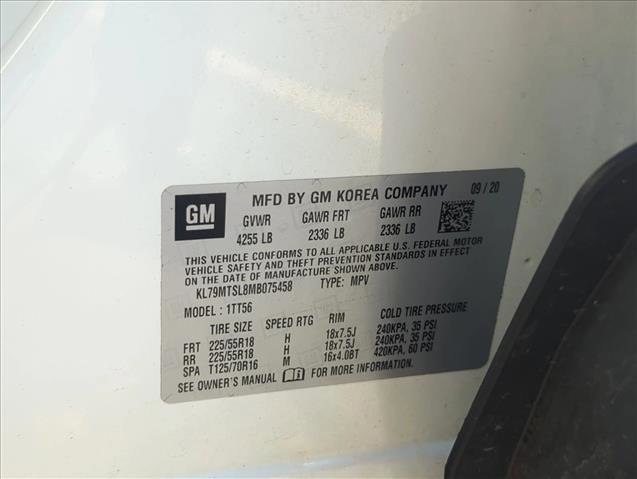 GM
MFD BY GM KOREA COMPANY 09/20
GVWR GAWR FRT GAWR RR
4255 LB 2336 LB 2336 LB
THIS VEHICLE CONFORMS TO ALL APPLICABLE U.S. FEDERAL MOTOR
VEHICLE SAFETY AND THEFT PREVENTION STANDARDS IN EFFECT
ON THE DATE OF MANUFACTURE SHOWN ABOVE.
KL79MTSL8MB075458 TYPE: MPV
MODEL: 1TT56
TIRE SIZE SPEED RTG RIM COLD TIRE PRESSURE
FRT 225/55R18 H 18x7.5J 240KPA, 35 PSI
RR 225/55R18 H 18x7.5J 240KPA, 35 PSI
SPA T125/70R16 M 16x4.0BT 420KPA, 60 PSI
SEE OWNER'S MANUAL FOR MORE INFORMATION.